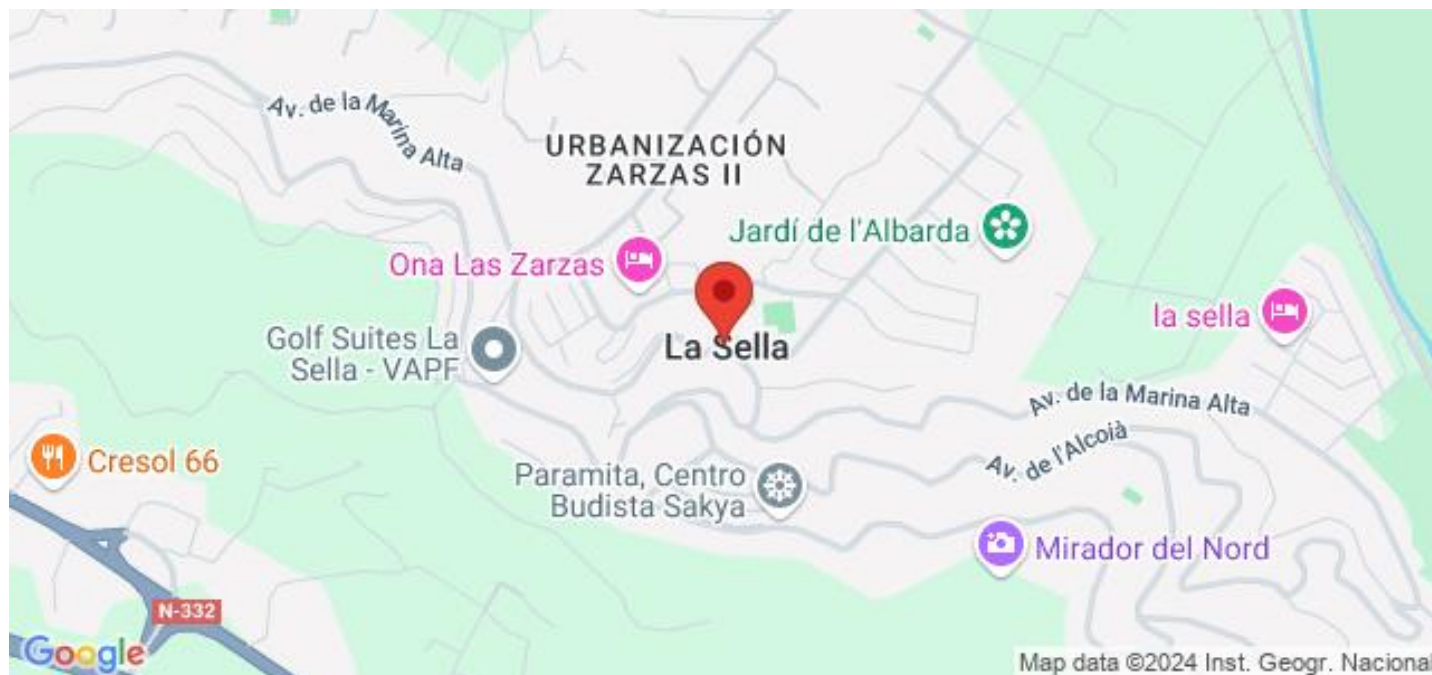 Av. de la Marina Alta
URBANIZACIÓN
ZARZAS II
Jardí de l'Albarda
Ona Las Zarzas
la sella
Golf Suites La
Sella - VAPF
La Sella
Av. de la Marina Alta
Av. de l'Alcoià
Cresol 66
Paramita, Centro
Budista Sakya
Mirador del Nord
N-332
Google
Map data ©2024 Inst. Geogr. Nacional